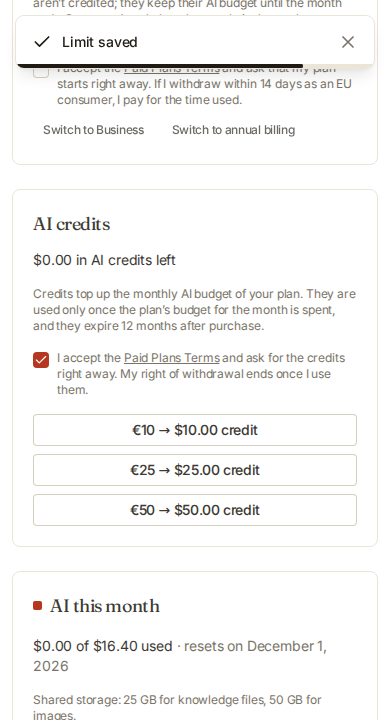 aren't credited; they keep their AI budget until the month
Limit saved
I accept the Paid Plans Terms and ask that my plan
starts right away. If I withdraw within 14 days as an EU
consumer, I pay for the time used.
Switch to Business Switch to annual billing
AI credits
$0.00 in AI credits left
Credits top up the monthly AI budget of your plan. They are
used only once the plan's budget for the month is spent,
and they expire 12 months after purchase.
I accept the Paid Plans Terms and ask for the credits
right away. My right of withdrawal ends once I use
them.
€10 → $10.00 credit
€25 → $25.00 credit
€50 → $50.00 credit
AI this month
$0.00 of $16.40 used · resets on December 1,
2026
Shared storage: 25 GB for knowledge files, 50 GB for
images.